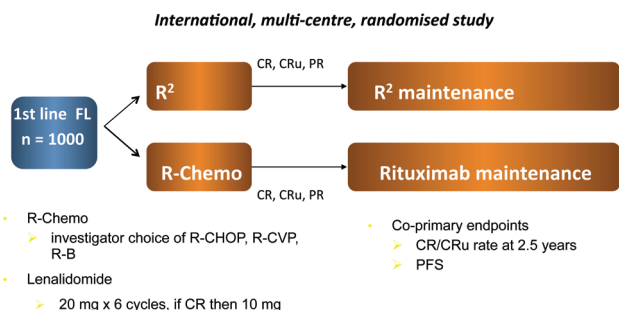 International, multi-centre, randomised study
1st line FL
n = 1000
R²
CR, CRu, PR
R² maintenance
R-Chemo
CR, CRu, PR
Rituximab maintenance
R-Chemo
investigator choice of R-CHOP, R-CVP,
R-B
Lenalidomide
20 mg x 6 cycles, if CR then 10 mg
Co-primary endpoints
CR/CRu rate at 2.5 years
PFS